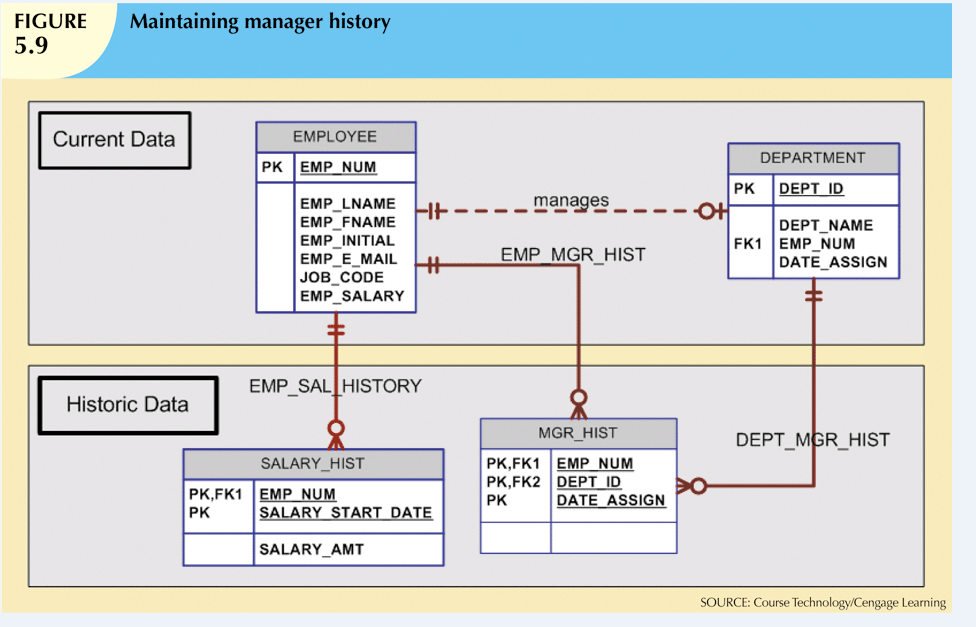 FIGURE
5.9
Maintaining manager history
Current Data
EMPLOYEE
PK EMP_NUM
EMP_LNAME
EMP_FNAME
EMP_INITIAL
EMP_E_MAIL
JOB_CODE
EMP_SALARY
manages
EMP_MGR_HIST
DEPARTMENT
PK DEPT_ID
DEPT_NAME
FK1 EMP_NUM
DATE_ASSIGN
Historic Data
EMP_SAL_HISTORY
SALARY_HIST
PK,FK1 EMP_NUM
PK SALARY_START_DATE
SALARY_AMT
MGR_HIST
PK,FK1 EMP_NUM
PK,FK2 DEPT_ID
PK DATE_ASSIGN
DEPT_MGR_HIST
SOURCE: Course Technology/Cengage Learning